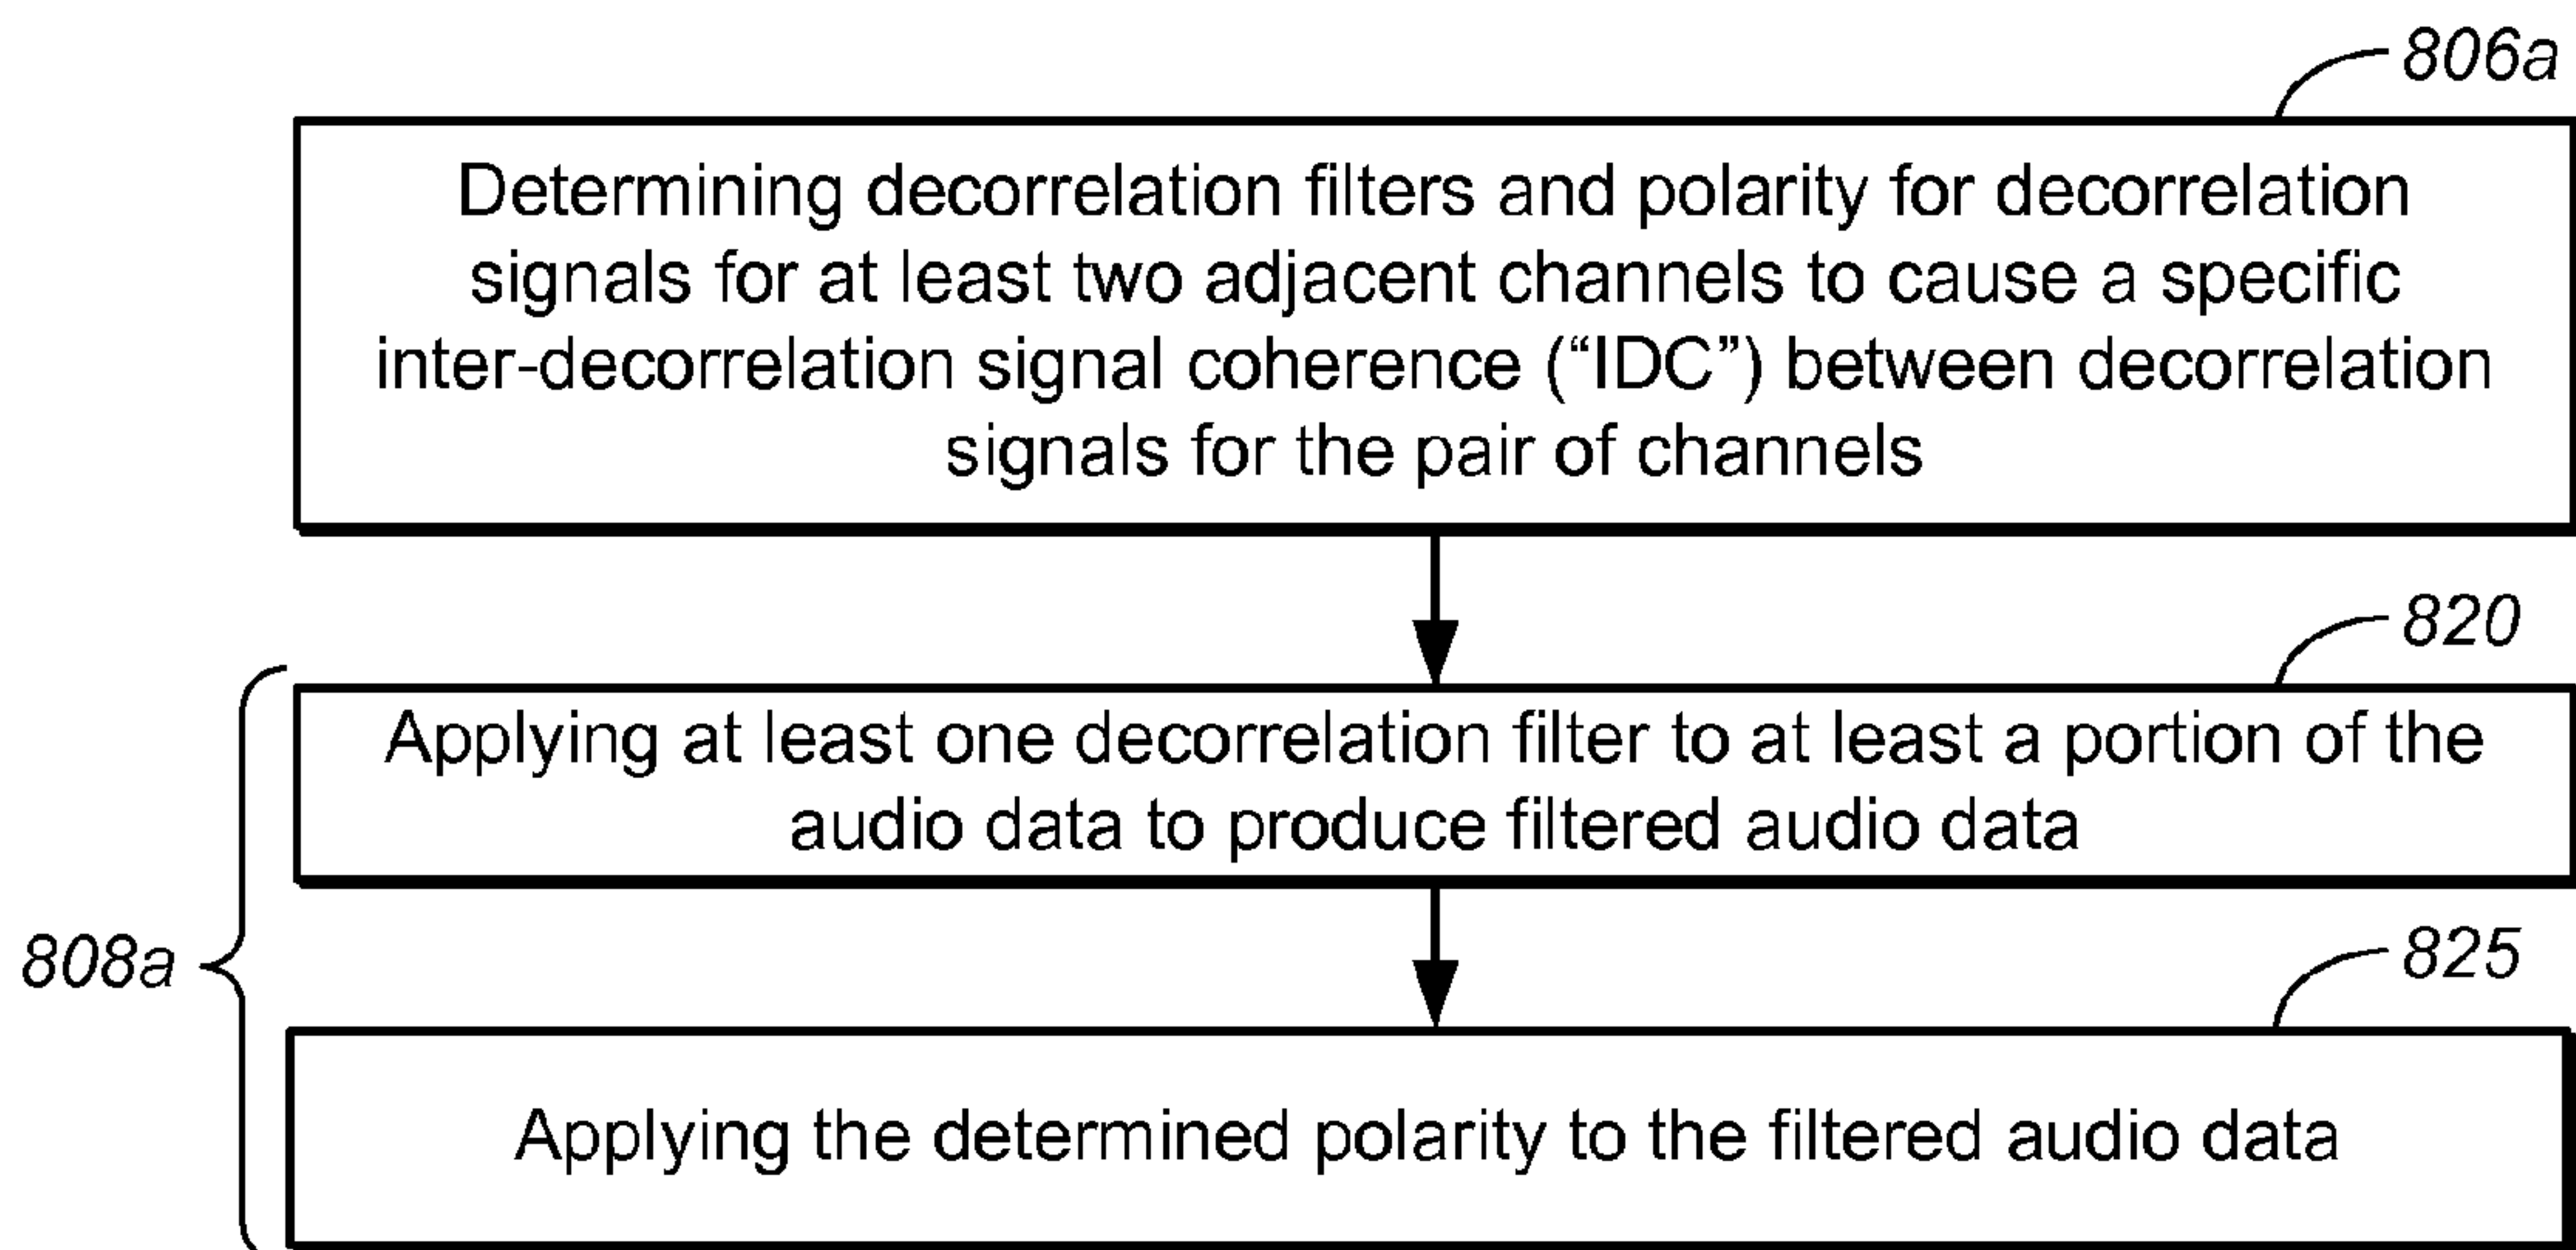 806a
Determining decorrelation filters and polarity for decorrelation
signals for at least two adjacent channels to cause a specific
inter-decorrelation signal coherence (“IDC”) between decorrelation
signals for the pair of channels
820
Applying at least one decorrelation filter to at least a portion of the
audio data to produce filtered audio data
808a
825
Applying the determined polarity to the filtered audio data